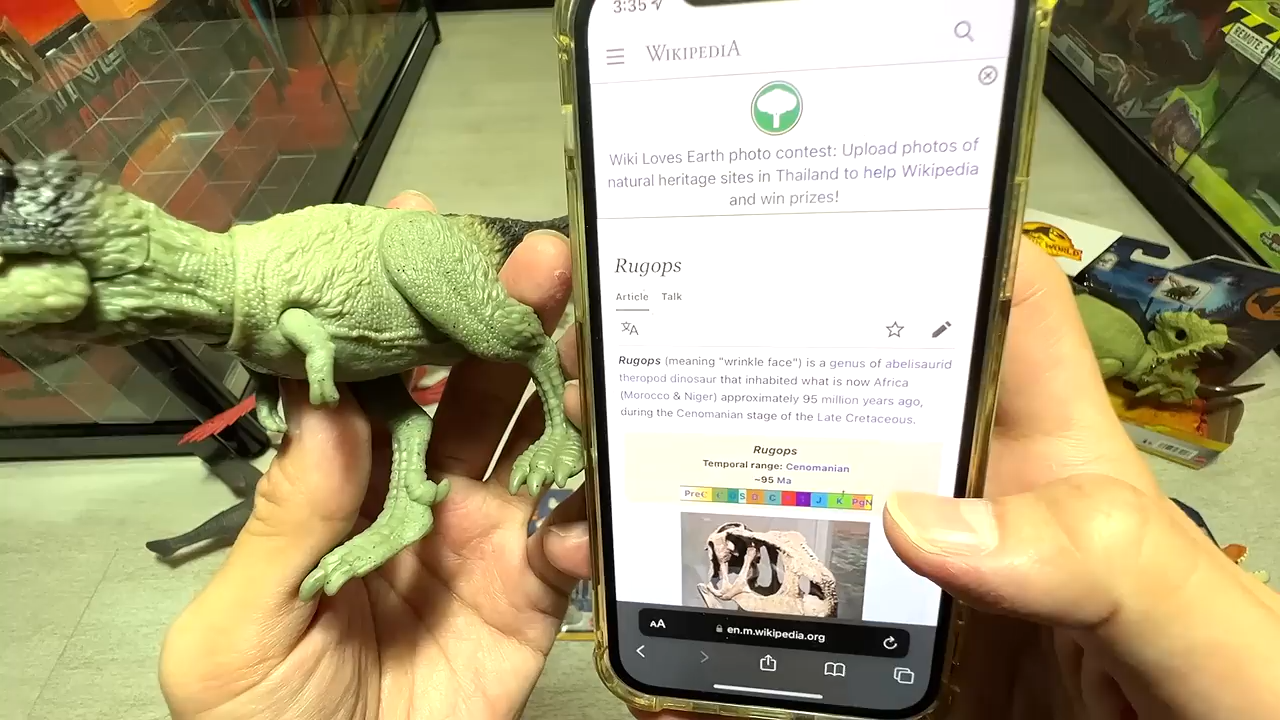 3:35
WIKIPEDIA
Wiki Loves Earth photo contest: Upload photos of
natural heritage sites in Thailand to help Wikipedia
and win prizes!
Rugops
Article Talk
Rugops (meaning "wrinkle face") is a genus of abelisaurid
theropod dinosaur that inhabited what is now Africa
(Morocco & Niger) approximately 95 million years ago,
during the Cenomanian stage of the Late Cretaceous.
Rugops
Temporal range: Cenomanian
~95 Ma
PreꞒ Ꞓ O S D C P T J K PgN
AA en.m.wikipedia.org
REMOTE
WORLD